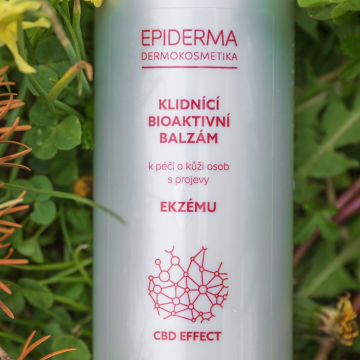 EPIDERMA
DERMOKOSMETIKA
KLIDNÍCÍ
BIOAKTIVNÍ
BALZÁM
k péči o kůži osob
s projevy
EKZÉMU
CBD EFFECT